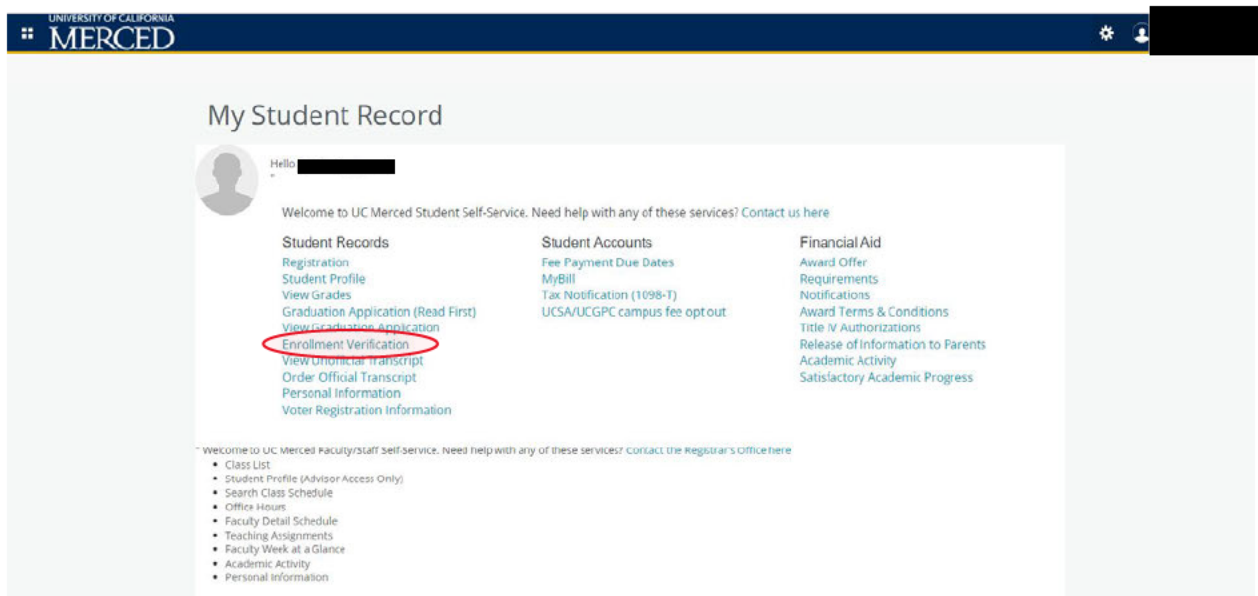 UNIVERSITY OF CALIFORNIA
MERCED
My Student Record
Hello
Welcome to UC Merced Student Self-Service. Need help with any of these services? Contact us here
Student Records
Registration
Student Profile
View Grades
Graduation Application (Read First)
View Graduation Application
Enrollment Verification
View Unofficial Transcript
Order Official Transcript
Personal Information
Voter Registration Information
Student Accounts
Fee Payment Due Dates
MyBill
Tax Notification (1098-T)
UCSA/UCGPC campus fee opt out
Financial Aid
Award Offer
Requirements
Notifications
Award Terms & Conditions
Title IV Authorizations
Release of Information to Parents
Academic Activity
Satisfactory Academic Progress
" Welcome to UC Merced Faculty/Staff Self-Service. Need help with any of these services? Contact the Registrar's Office here
• Class List
• Student Profile (Advisor Access Only)
• Search Class Schedule
• Office Hours
• Faculty Detail Schedule
• Teaching Assignments
• Faculty Week at a Glance
• Academic Activity
• Personal Information